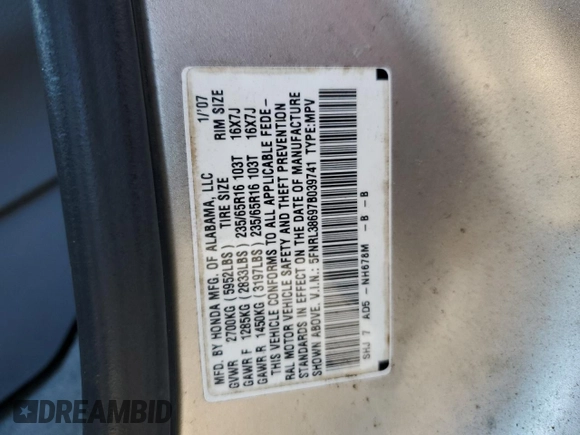 MFD. BY HONDA MFG. OF ALABAMA, LLC 1/'07
GVWR 2700KG (5952LBS) TIRE SIZE RIM SIZE
GAWR F 1285KG (2833LBS) 235/65R16 103T 16X7J
GAWR R 1450KG (3197LBS) 235/65R16 103T 16X7J
THIS VEHICLE CONFORMS TO ALL APPLICABLE FEDE-
RAL MOTOR VEHICLE SAFETY AND THEFT PREVENTION
STANDARDS IN EFFECT ON THE DATE OF MANUFACTURE
SHOWN ABOVE. V.I.N.: 5FNRL38697B039741 TYPE:MPV
SHJ 7 AD5 - NH678M - B - B
DREAMBID